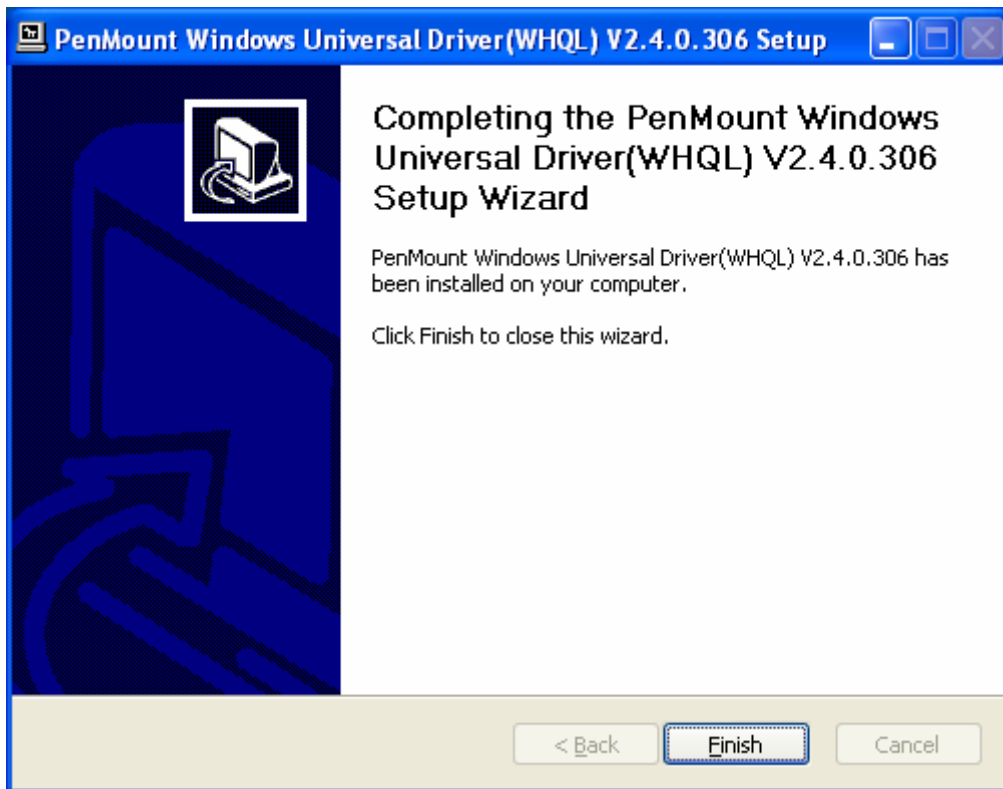 PenMount Windows Universal Driver(WHQL) V2.4.0.306 Setup
Completing the PenMount Windows
Universal Driver(WHQL) V2.4.0.306
Setup Wizard
PenMount Windows Universal Driver(WHQL) V2.4.0.306 has
been installed on your computer.
Click Finish to close this wizard.
< Back Finish Cancel